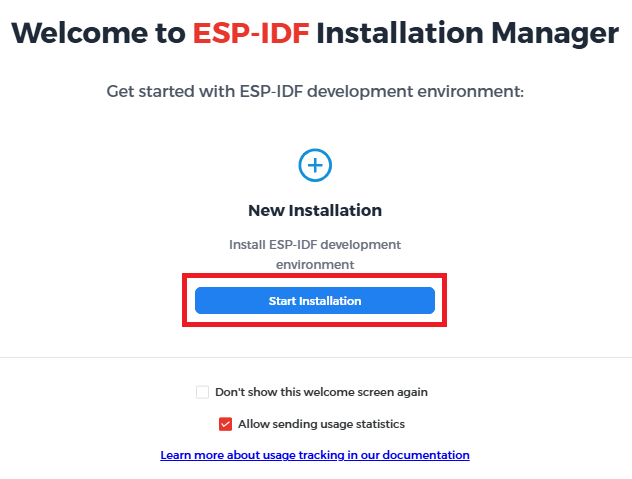 Welcome to ESP-IDF Installation Manager
Get started with ESP-IDF development environment:
New Installation
Install ESP-IDF development
environment
Start Installation
Don't show this welcome screen again
Allow sending usage statistics
Learn more about usage tracking in our documentation